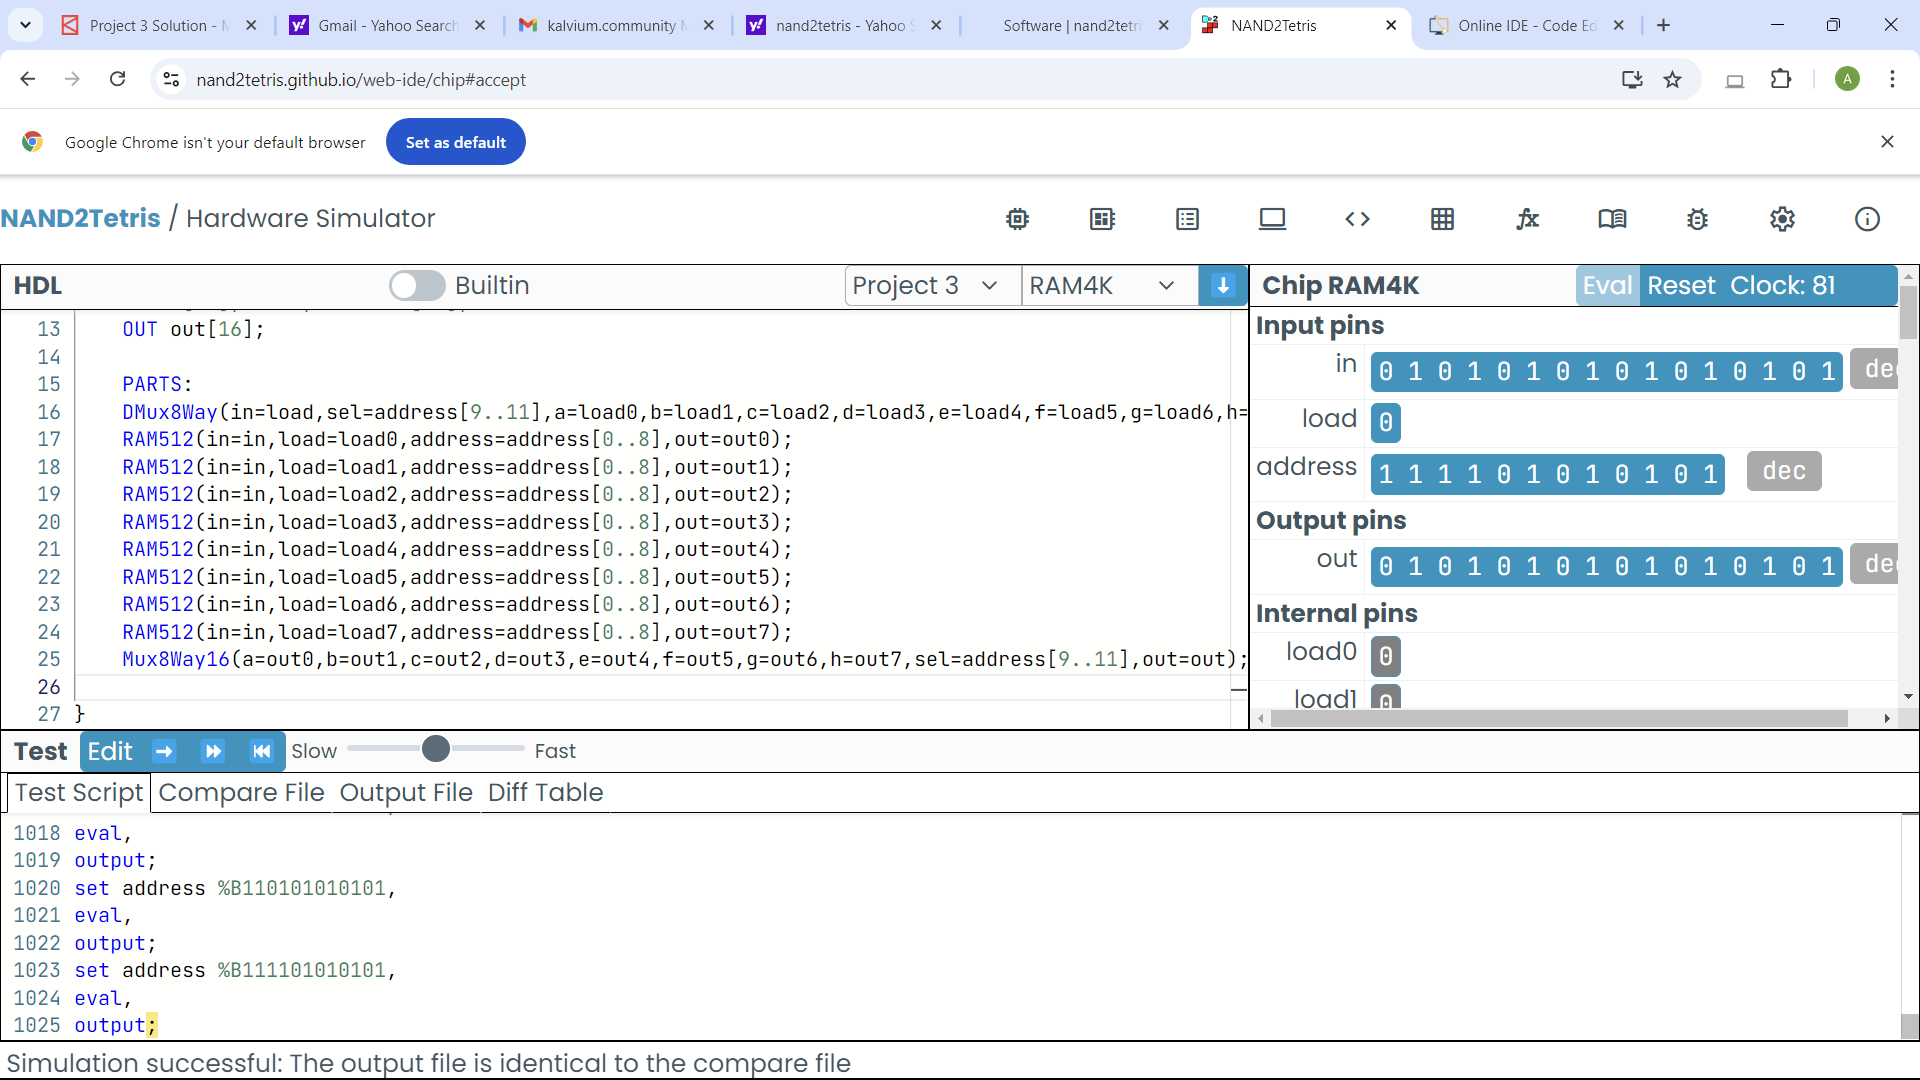 Project 3 Solution - M
Gmail - Yahoo Search
kalvium.community M
nand2tetris - Yahoo S
Software | nand2tetri
NAND2Tetris
Online IDE - Code Ed
nand2tetris.github.io/web-ide/chip#accept
A
Google Chrome isn't your default browser
Set as default
NAND2Tetris / Hardware Simulator
HDL
Builtin
Project 3
RAM4K
Chip RAM4K
Eval
Reset
Clock: 81
13 OUT out[16];
14
15 PARTS:
16 DMux8Way(in=load,sel=address[9..11],a=load0,b=load1,c=load2,d=load3,e=load4,f=load5,g=load6,h=
17 RAM512(in=in,load=load0,address=address[0..8],out=out0);
18 RAM512(in=in,load=load1,address=address[0..8],out=out1);
19 RAM512(in=in,load=load2,address=address[0..8],out=out2);
20 RAM512(in=in,load=load3,address=address[0..8],out=out3);
21 RAM512(in=in,load=load4,address=address[0..8],out=out4);
22 RAM512(in=in,load=load5,address=address[0..8],out=out5);
23 RAM512(in=in,load=load6,address=address[0..8],out=out6);
24 RAM512(in=in,load=load7,address=address[0..8],out=out7);
25 Mux8Way16(a=out0,b=out1,c=out2,d=out3,e=out4,f=out5,g=out6,h=out7,sel=address[9..11],out=out);
26
27 }
Input pins
in 0 1 0 1 0 1 0 1 0 1 0 1 0 1 0 1 dec
load 0
address 1 1 1 1 0 1 0 1 0 1 0 1 dec
Output pins
out 0 1 0 1 0 1 0 1 0 1 0 1 0 1 0 1 dec
Internal pins
load0 0
load1 0
Test
Edit
Slow
Fast
Test Script
Compare File
Output File
Diff Table
1018 eval,
1019 output;
1020 set address %B110101010101,
1021 eval,
1022 output;
1023 set address %B111101010101,
1024 eval,
1025 output;
Simulation successful: The output file is identical to the compare file